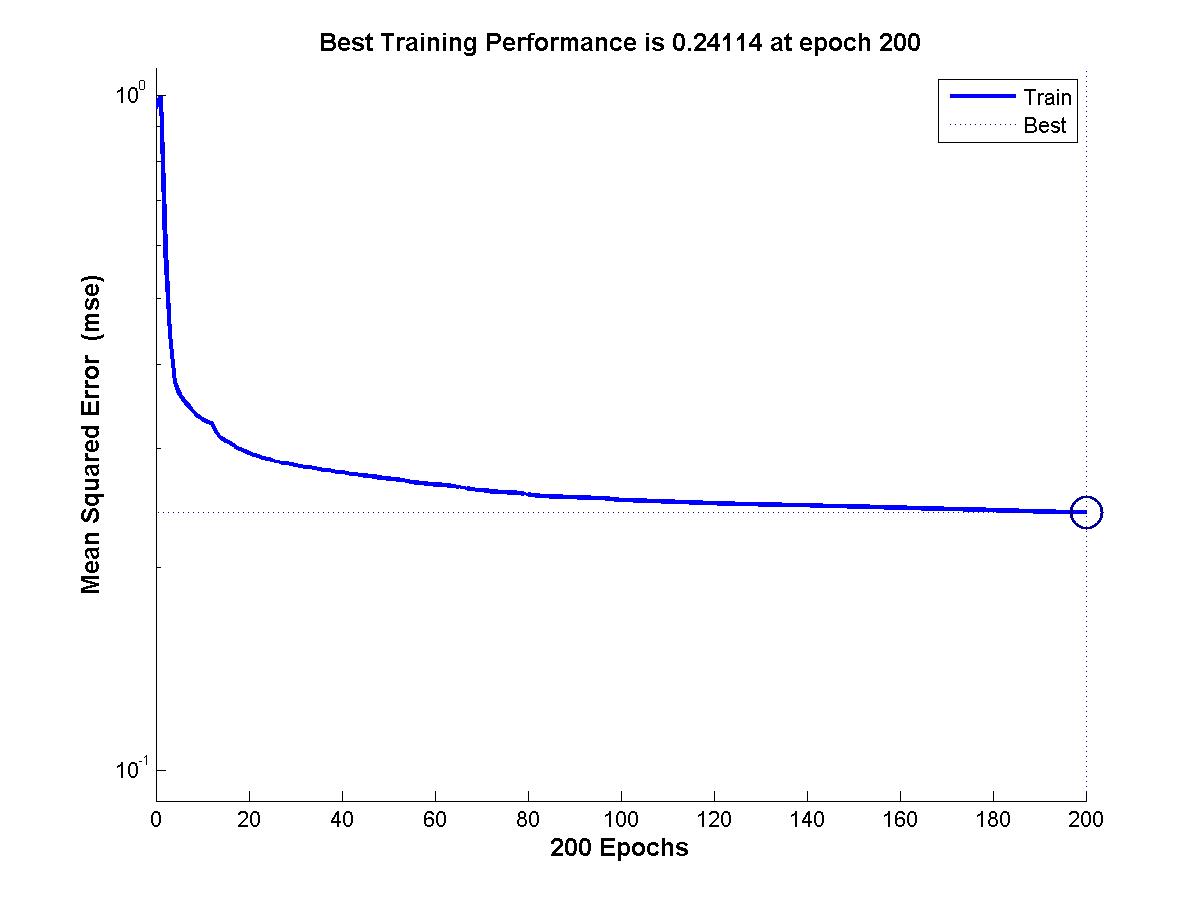 Best Training Performance is 0.24114 at epoch 200
10^0
Train
Best
Mean Squared Error (mse)
10^-1
0 20 40 60 80 100 120 140 160 180 200
200 Epochs